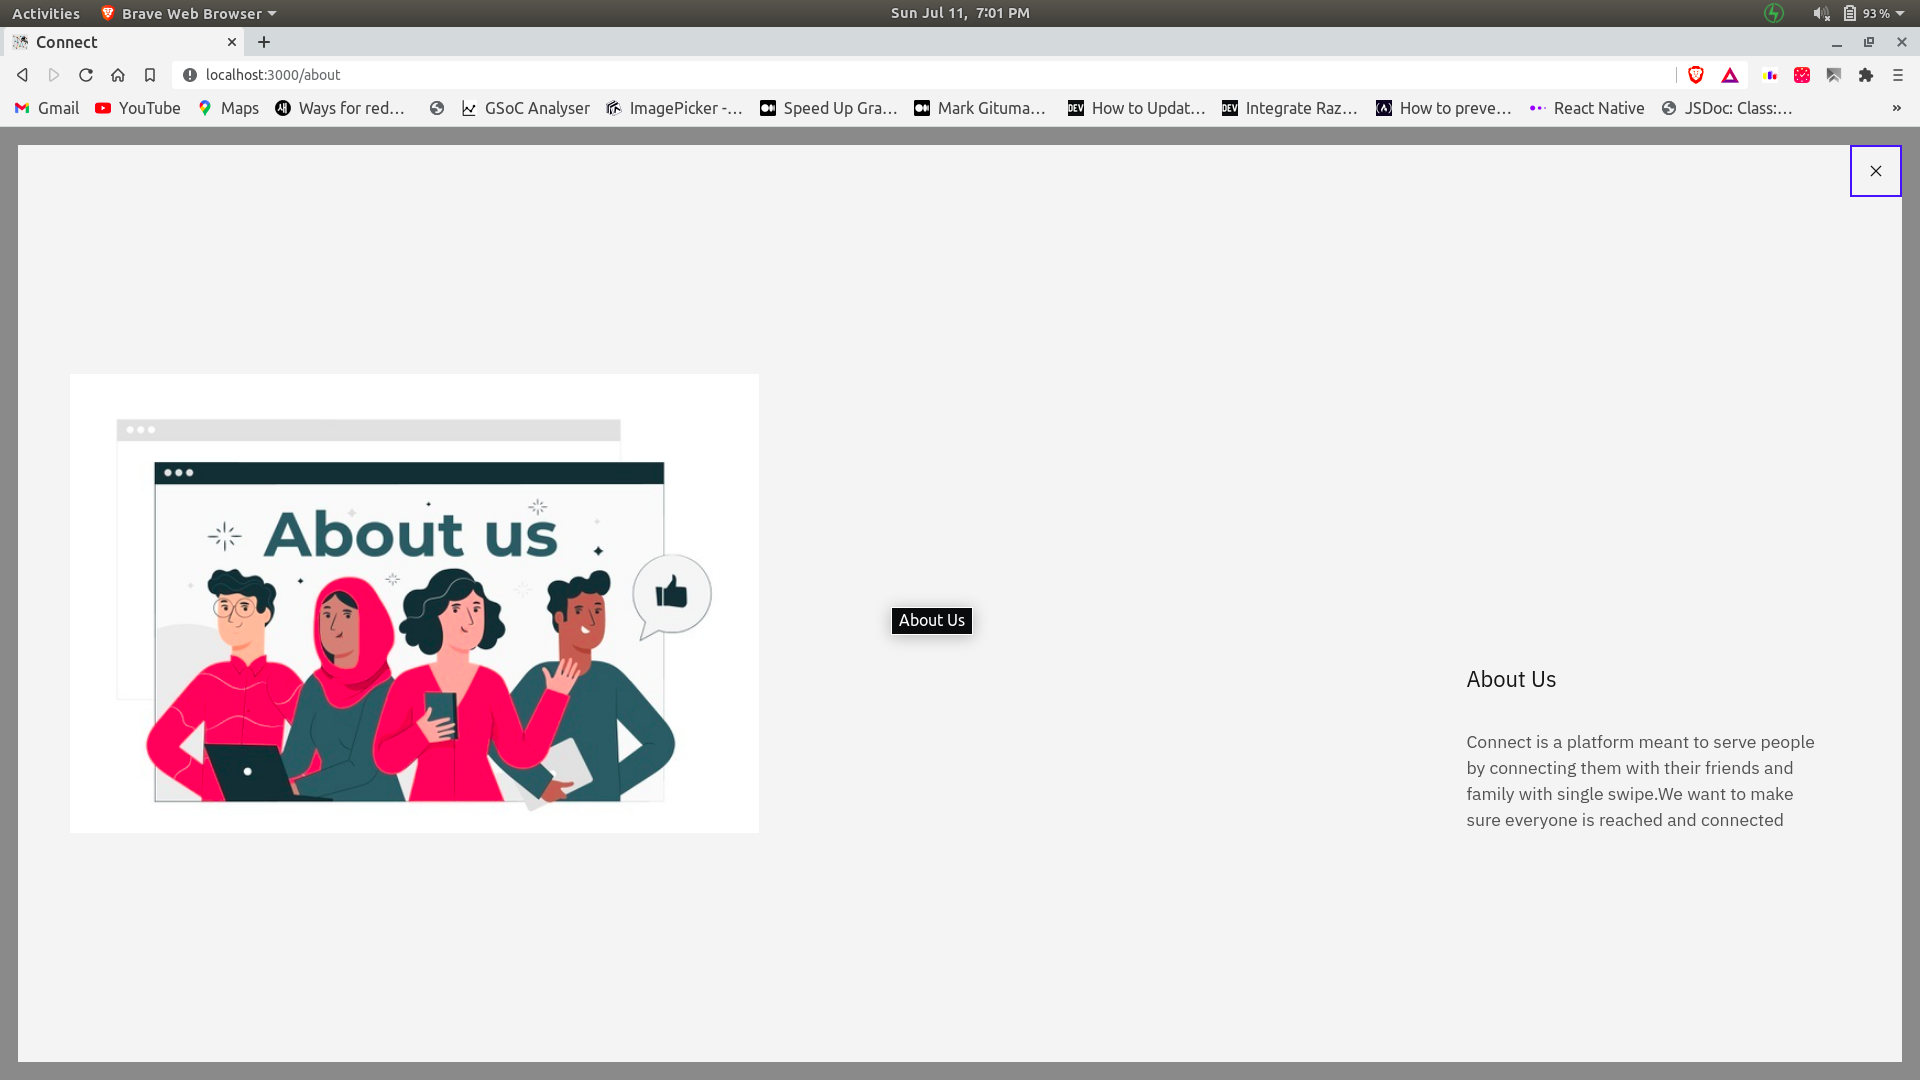 Activities Brave Web Browser Sun Jul 11, 7:01 PM 93 %
Connect
localhost:3000/about
Gmail YouTube Maps Ways for red... GSoC Analyser ImagePicker -... Speed Up Gra... Mark Gituma... How to Updat... Integrate Raz... How to preve... React Native JSDoc: Class:... »
About us
About Us
About Us
Connect is a platform meant to serve people
by connecting them with their friends and
family with single swipe.We want to make
sure everyone is reached and connected